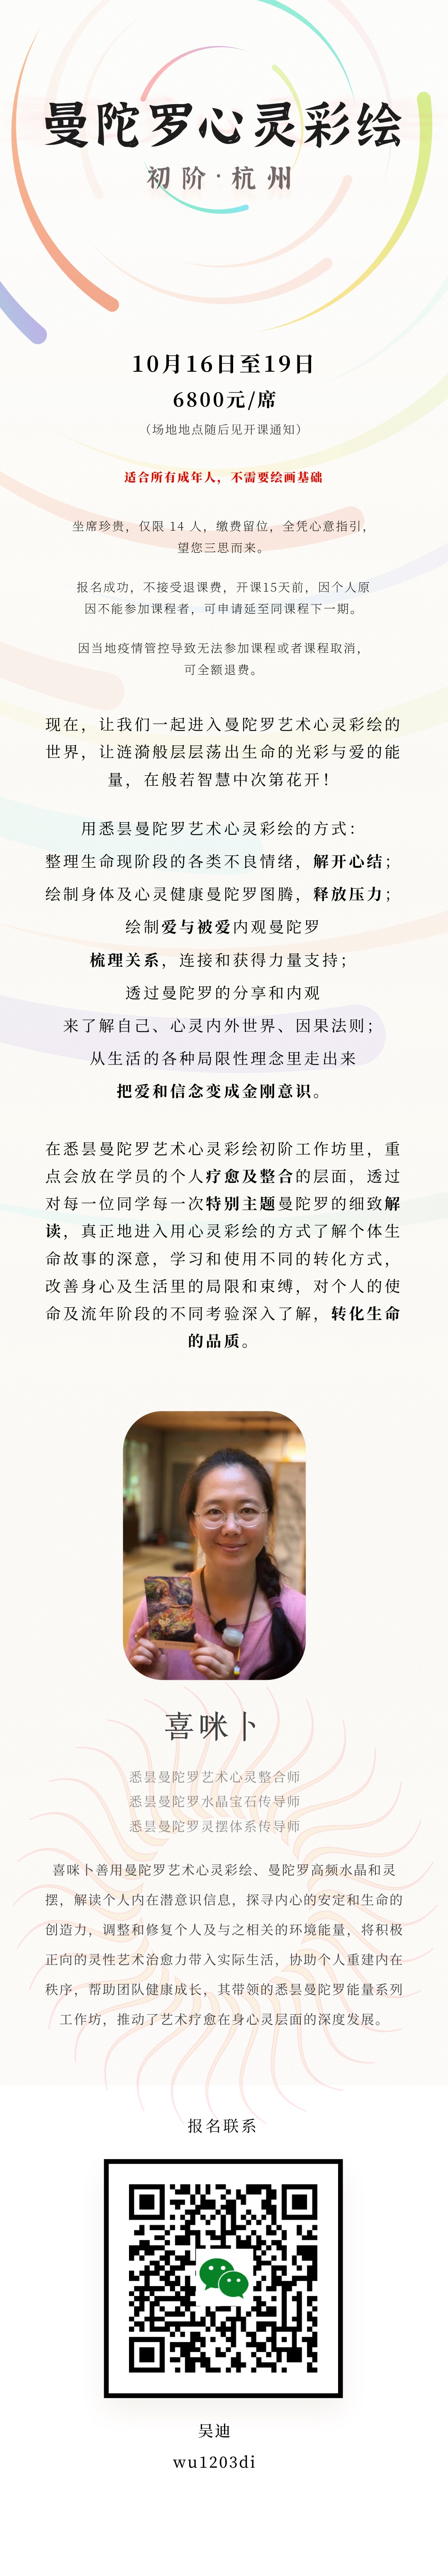 曼陀罗心灵彩绘
初阶·杭州
10月16日至19日
6800元/席
（场地地点随后见开课通知）
适合所有成年人，不需要绘画基础
坐席珍贵，仅限 14 人，缴费留位，全凭心意指引，
望您三思而来。
报名成功，不接受退课费，开课15天前，因个人原
因不能参加课程者，可申请延至同课程下一期。
因当地疫情管控导致无法参加课程或者课程取消，
可全额退费。
现在，让我们一起进入曼陀罗艺术心灵彩绘的
世界，让涟漪般层层荡出生命的光彩与爱的能
量，在般若智慧中次第花开！
用悉昙曼陀罗艺术心灵彩绘的方式：
整理生命现阶段的各类不良情绪，解开心结；
绘制身体及心灵健康曼陀罗图腾，释放压力；
绘制爱与被爱内观曼陀罗
梳理关系，连接和获得力量支持；
透过曼陀罗的分享和内观
来了解自己、心灵内外世界、因果法则；
从生活的各种局限性理念里走出来
把爱和信念变成金刚意识。
在悉昙曼陀罗艺术心灵彩绘初阶工作坊里，重
点会放在学员的个人疗愈及整合的层面，透过
对每一位同学每一次特别主题曼陀罗的细致解
读，真正地进入用心灵彩绘的方式了解个体生
命故事的深意，学习和使用不同的转化方式，
改善身心及生活里的局限和束缚，对个人的使
命及流年阶段的不同考验深入了解，转化生命
的品质。
喜咪卜
悉昙曼陀罗艺术心灵整合师
悉昙曼陀罗水晶宝石传导师
悉昙曼陀罗灵摆体系传导师
喜咪卜善用曼陀罗艺术心灵彩绘、曼陀罗高频水晶和灵
摆，解读个人内在潜意识信息，探寻内心的安定和生命的
创造力，调整和修复个人及与之相关的环境能量，将积极
正向的灵性艺术治愈力带入实际生活，协助个人重建内在
秩序，帮助团队健康成长，其带领的悉昙曼陀罗能量系列
工作坊，推动了艺术疗愈在身心灵层面的深度发展。
报名联系
吴迪
wu1203di